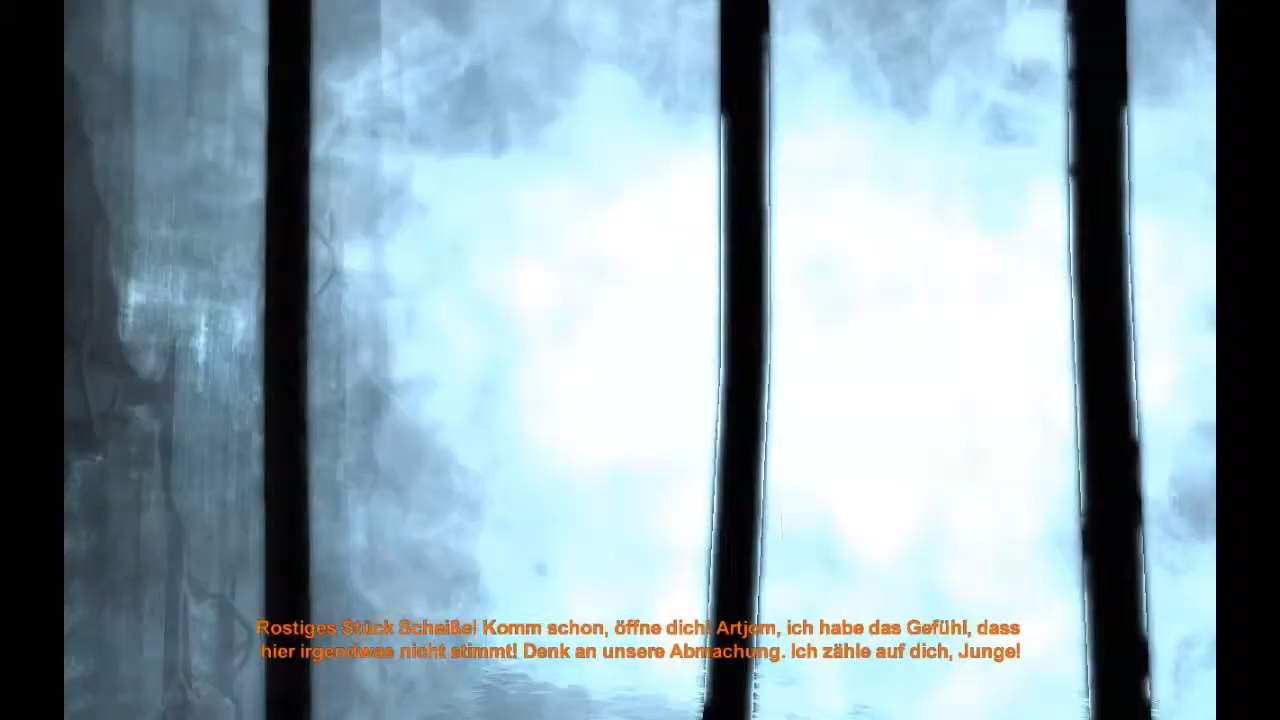 Rostiges Stück Scheiße! Komm schon, öffne dich! Artjom, ich habe das Gefühl, dass
hier irgendwas nicht stimmt! Denk an unsere Abmachung. Ich zähle auf dich, Junge!